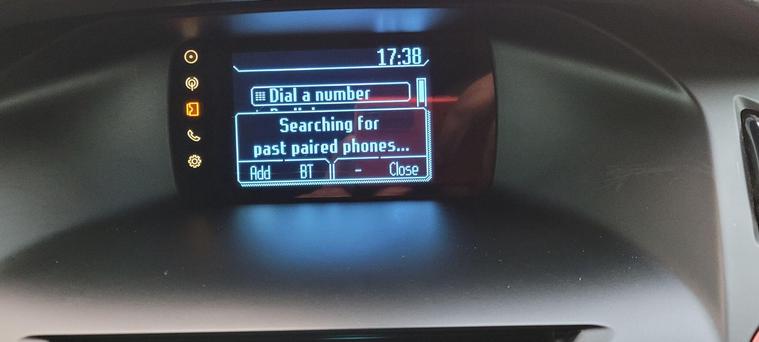 17:38
Dial a number
Searching for
past paired phones...
Add BT - Close